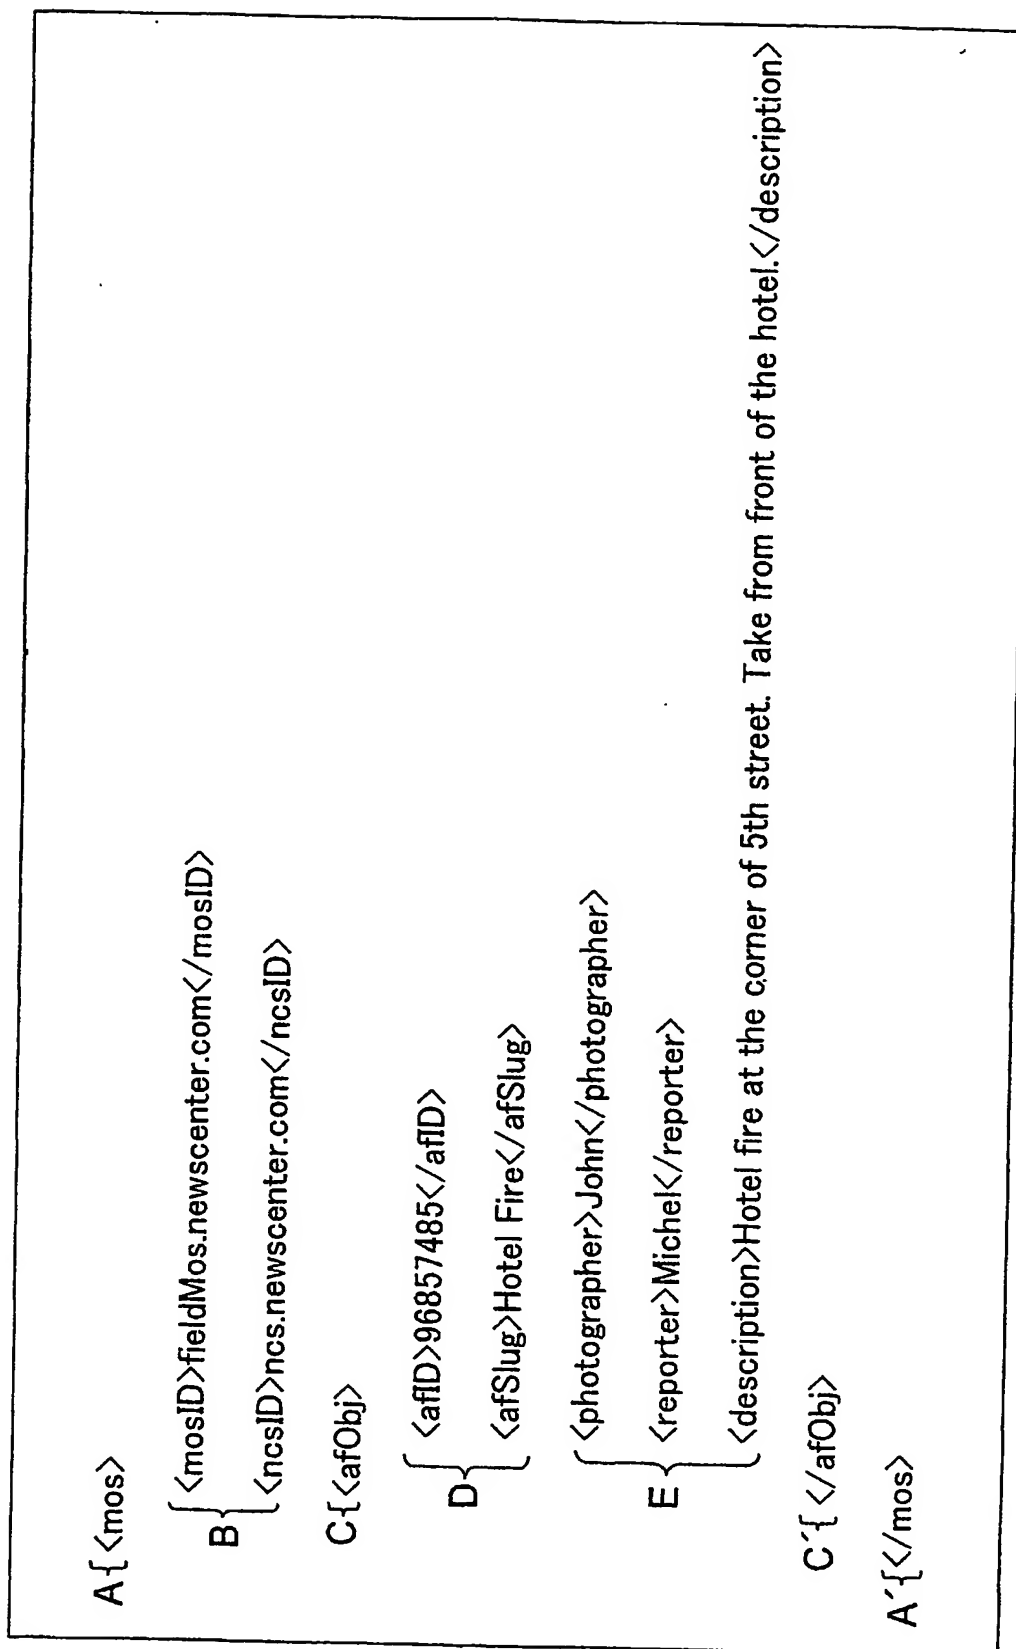 A{<mos>
B{<mosID>fieldMos.newscenter.com</mosID>
<ncsID>ncs.newscenter.com</ncsID>
C{<afObj>
D{<afID>96857485</afID>
<afSlug>Hotel Fire</afSlug>
E{<photographer>John</photographer>
<reporter>Michel</reporter>
<description>Hotel fire at the corner of 5th street. Take from front of the hotel.</description>
C´{</afObj>
A´{</mos>